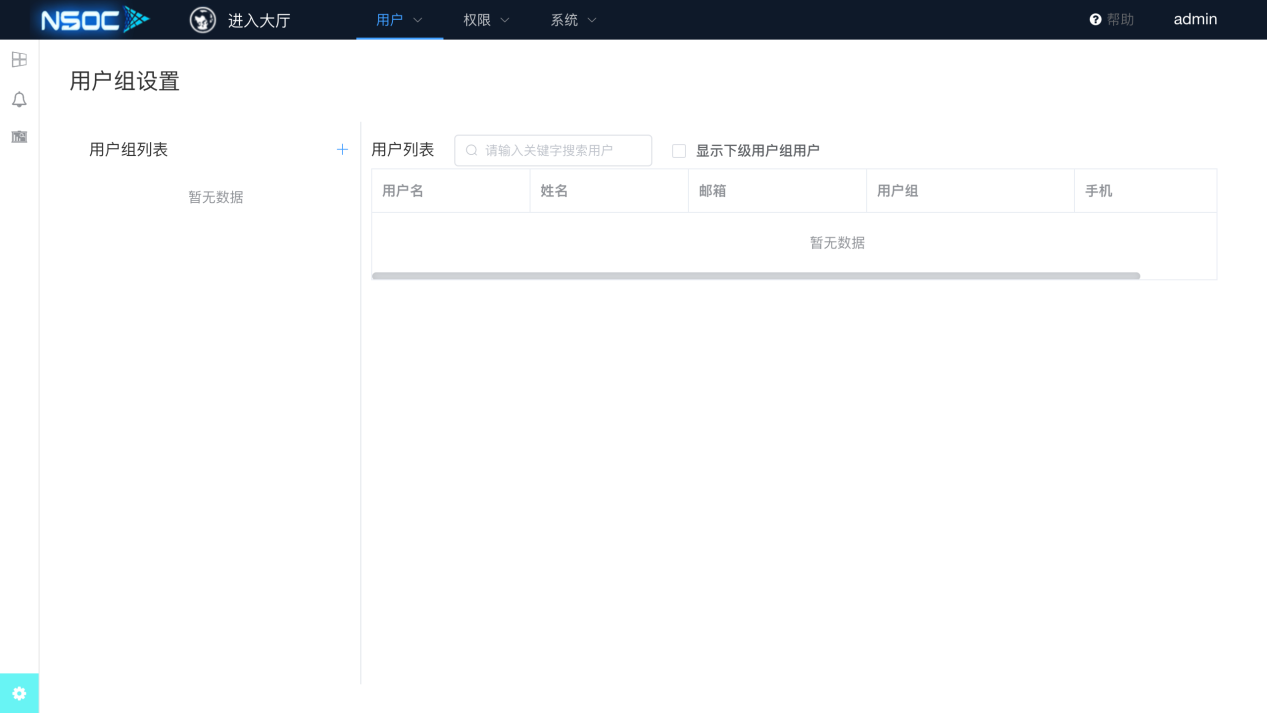 NSOC
进入大厅
用户
权限
系统
帮助
admin
用户组设置
用户组列表
暂无数据
用户列表
请输入关键字搜索用户
显示下级用户组用户
用户名 姓名 邮箱 用户组 手机
暂无数据